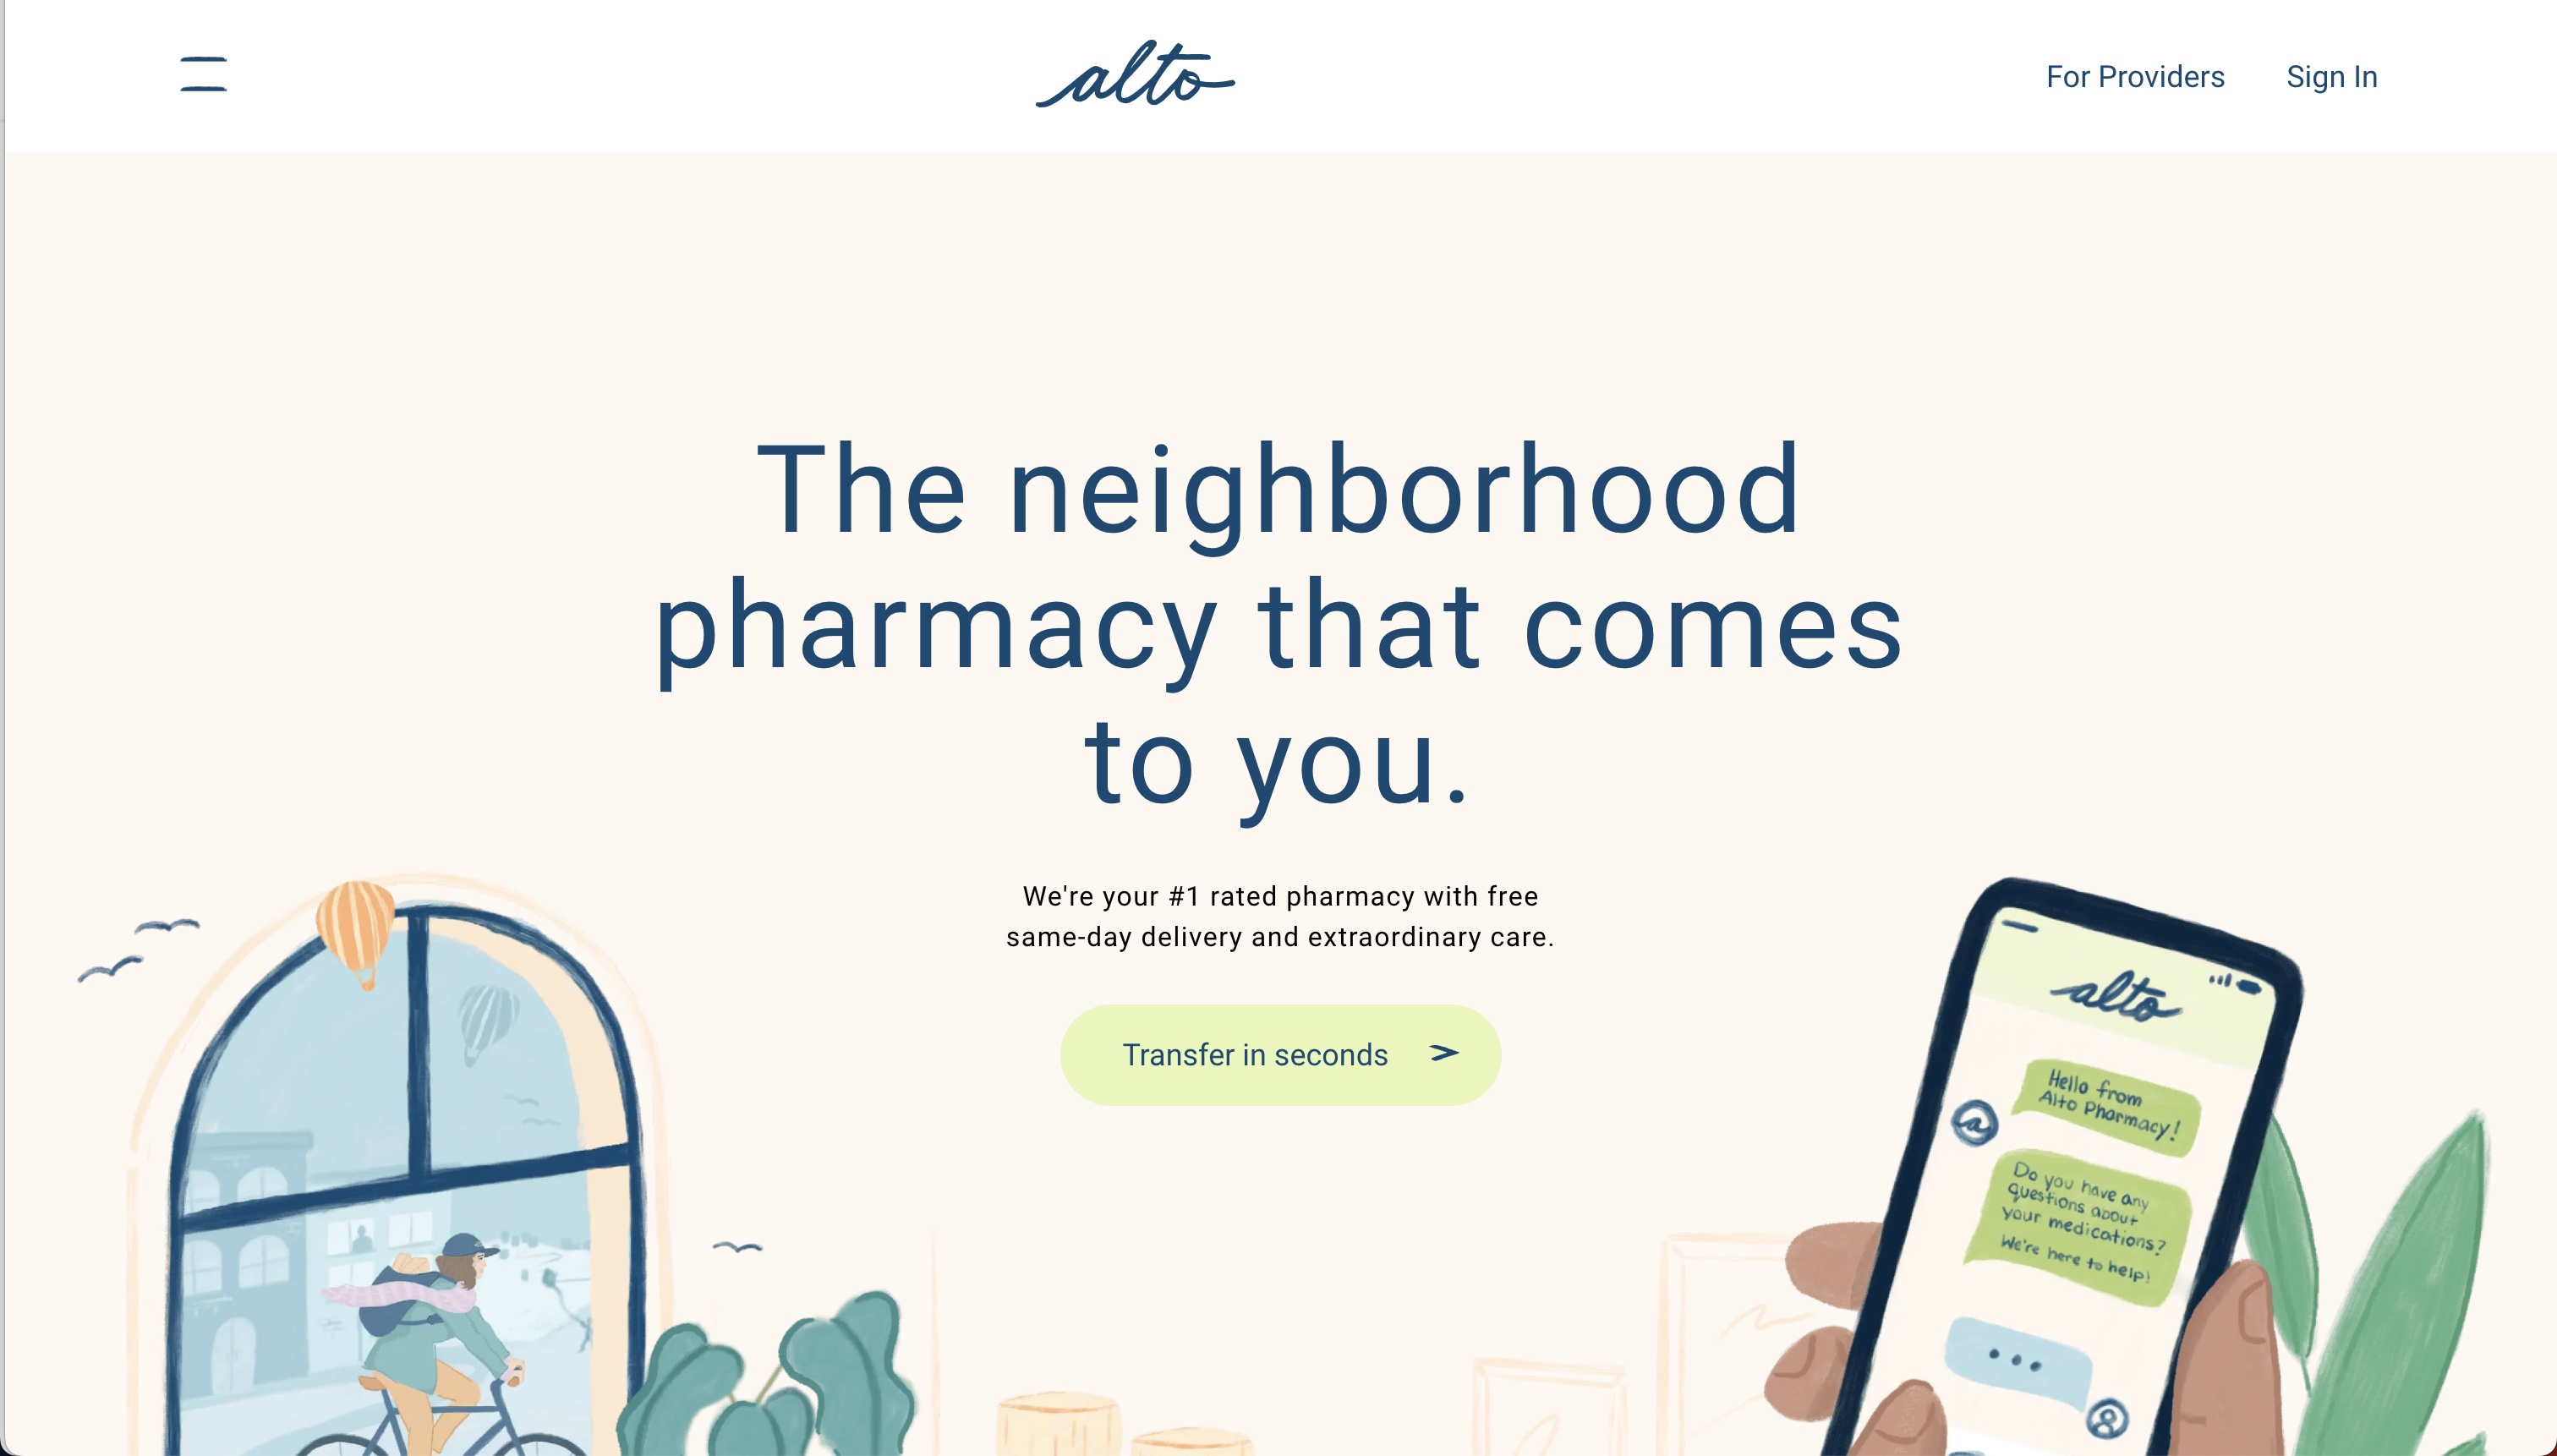 alto
For Providers
Sign In
The neighborhood
pharmacy that comes
to you.
We're your #1 rated pharmacy with free
same-day delivery and extraordinary care.
Transfer in seconds
alto
Hello from
Alto Pharmacy!
Do you have any
questions about
your medications?
We're here to help!